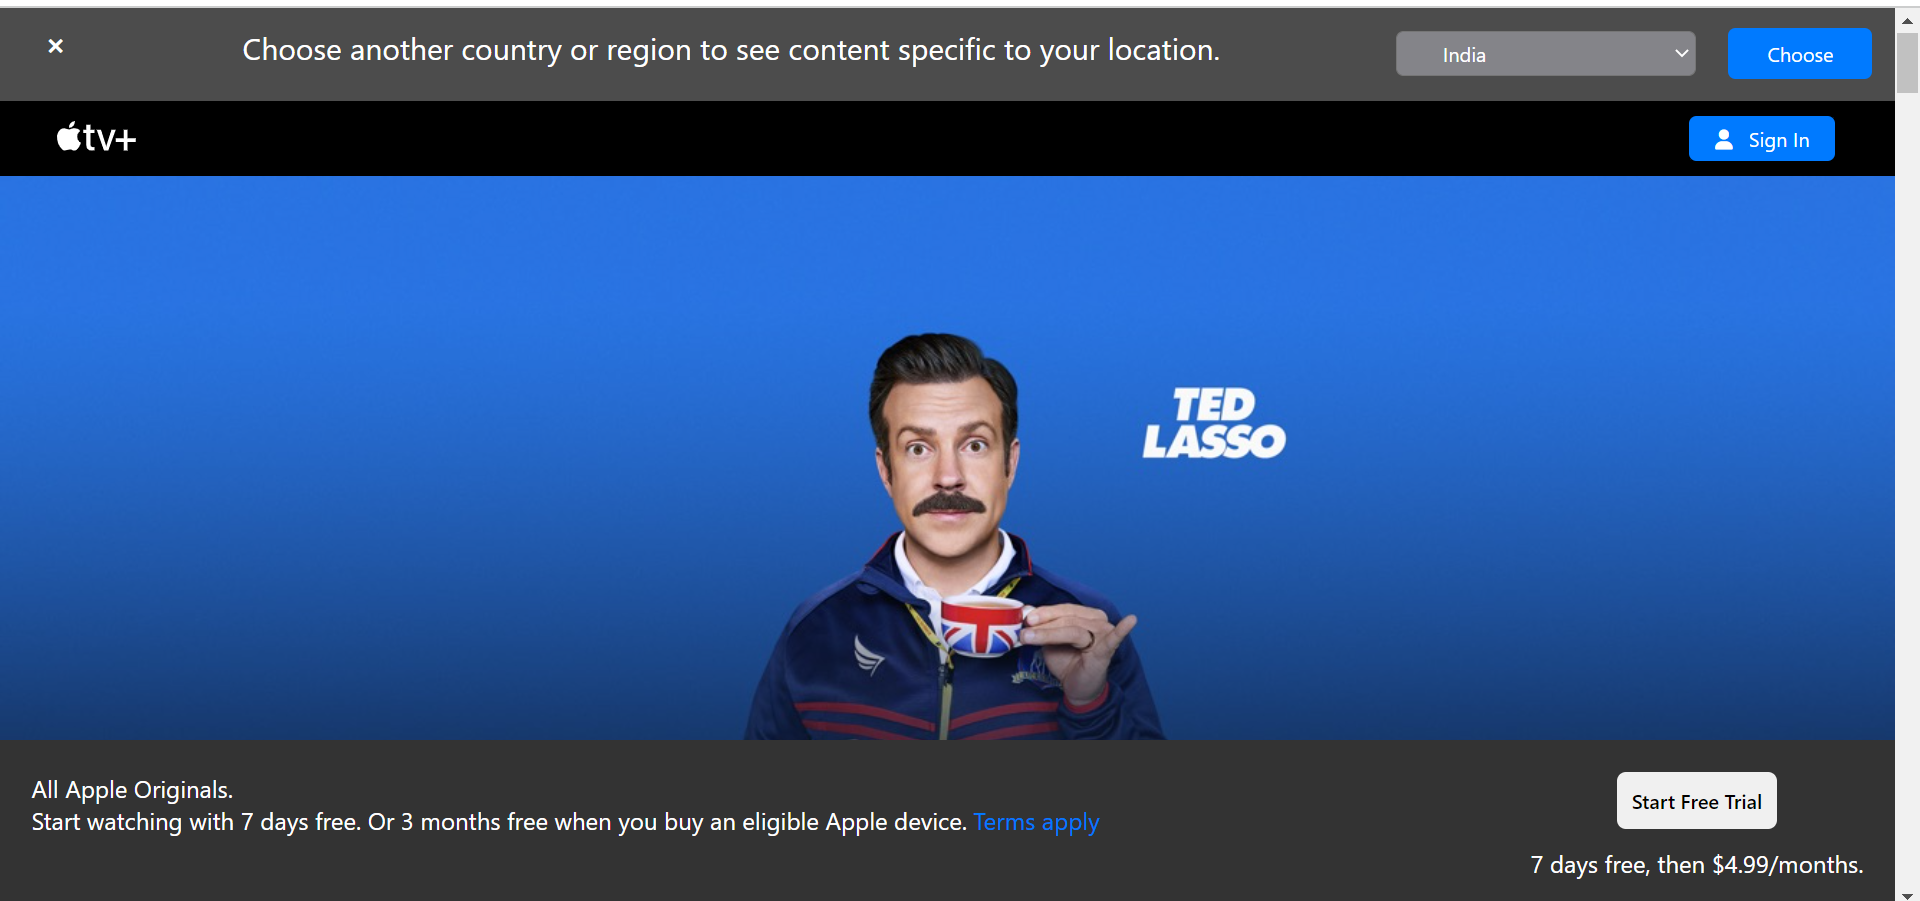 × Choose another country or region to see content specific to your location. India Choose
tv+ Sign In
TED
LASSO
All Apple Originals.
Start watching with 7 days free. Or 3 months free when you buy an eligible Apple device. Terms apply
Start Free Trial
7 days free, then $4.99/months.